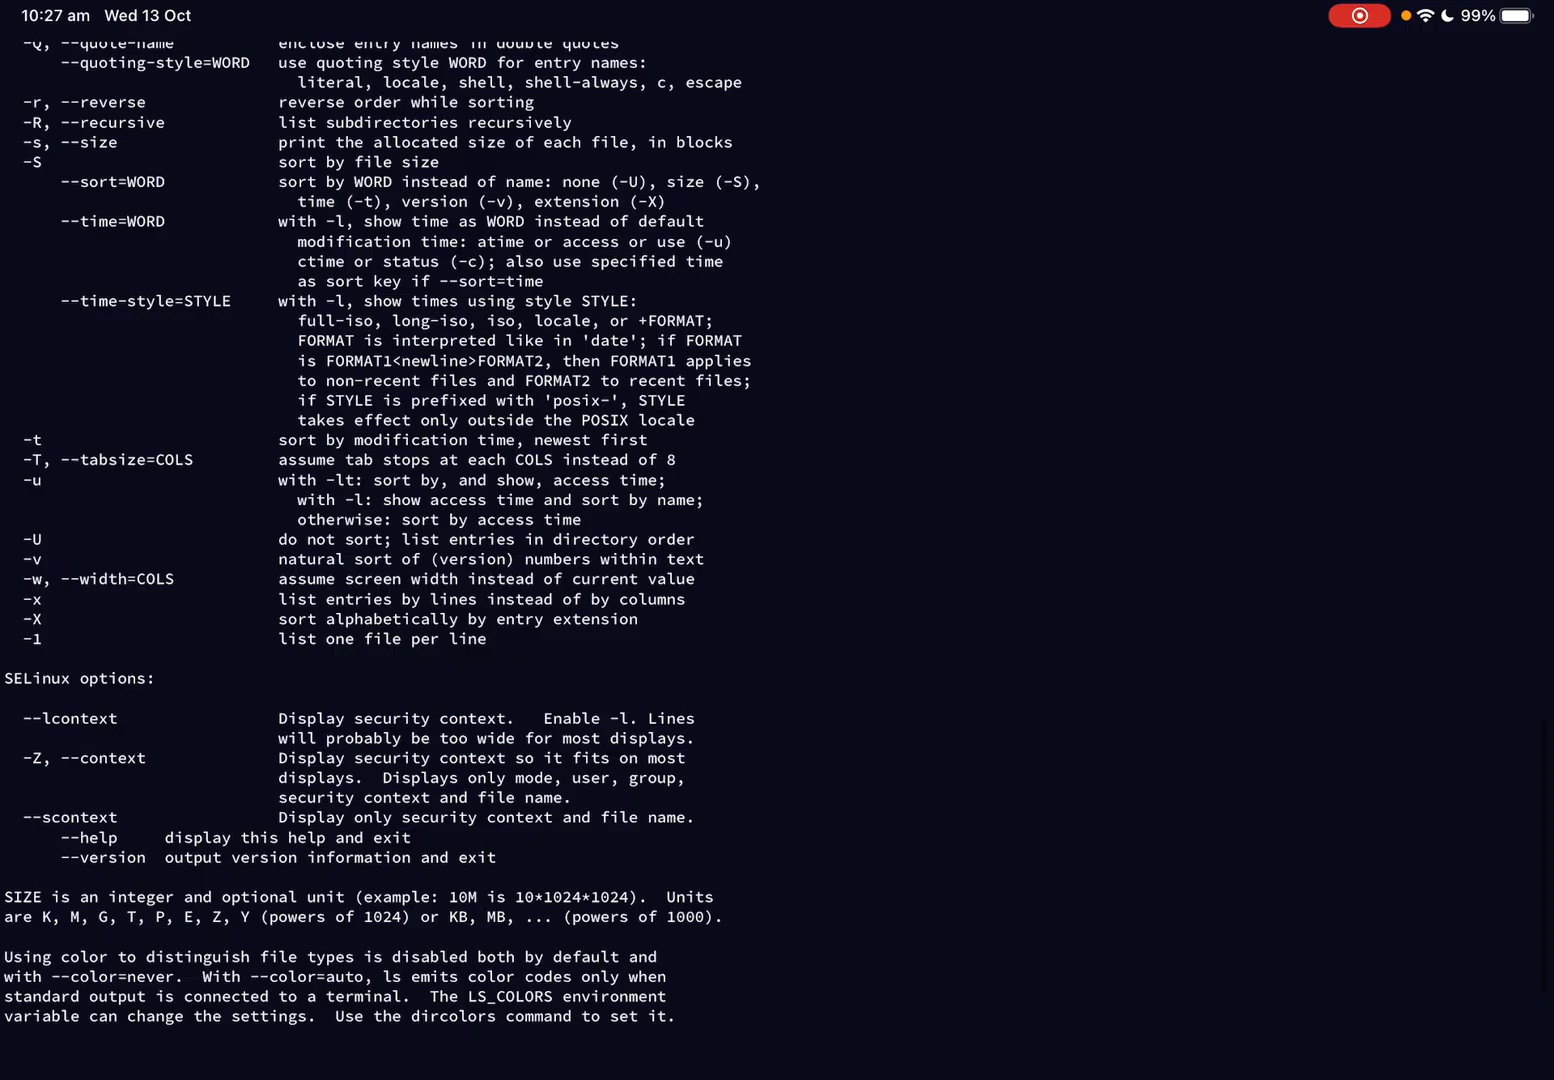 10:27 am  Wed 13 Oct
99%
-Q, --quote-name           enclose entry names in double quotes
      --quoting-style=WORD   use quoting style WORD for entry names:
                               literal, locale, shell, shell-always, c, escape
  -r, --reverse              reverse order while sorting
  -R, --recursive            list subdirectories recursively
  -s, --size                 print the allocated size of each file, in blocks
  -S                         sort by file size
      --sort=WORD            sort by WORD instead of name: none (-U), size (-S),
                               time (-t), version (-v), extension (-X)
      --time=WORD            with -l, show time as WORD instead of default
                               modification time: atime or access or use (-u)
                               ctime or status (-c); also use specified time
                               as sort key if --sort=time
      --time-style=STYLE     with -l, show times using style STYLE:
                               full-iso, long-iso, iso, locale, or +FORMAT;
                               FORMAT is interpreted like in 'date'; if FORMAT
                               is FORMAT1<newline>FORMAT2, then FORMAT1 applies
                               to non-recent files and FORMAT2 to recent files;
                               if STYLE is prefixed with 'posix-', STYLE
                               takes effect only outside the POSIX locale
  -t                         sort by modification time, newest first
  -T, --tabsize=COLS         assume tab stops at each COLS instead of 8
  -u                         with -lt: sort by, and show, access time;
                               with -l: show access time and sort by name;
                               otherwise: sort by access time
  -U                         do not sort; list entries in directory order
  -v                         natural sort of (version) numbers within text
  -w, --width=COLS           assume screen width instead of current value
  -x                         list entries by lines instead of by columns
  -X                         sort alphabetically by entry extension
  -1                         list one file per line

SELinux options:

  --lcontext                 Display security context.   Enable -l. Lines
                             will probably be too wide for most displays.
  -Z, --context              Display security context so it fits on most
                             displays.  Displays only mode, user, group,
                             security context and file name.
  --scontext                 Display only security context and file name.
      --help     display this help and exit
      --version  output version information and exit

SIZE is an integer and optional unit (example: 10M is 10*1024*1024).  Units
are K, M, G, T, P, E, Z, Y (powers of 1024) or KB, MB, ... (powers of 1000).

Using color to distinguish file types is disabled both by default and
with --color=never.  With --color=auto, ls emits color codes only when
standard output is connected to a terminal.  The LS_COLORS environment
variable can change the settings.  Use the dircolors command to set it.